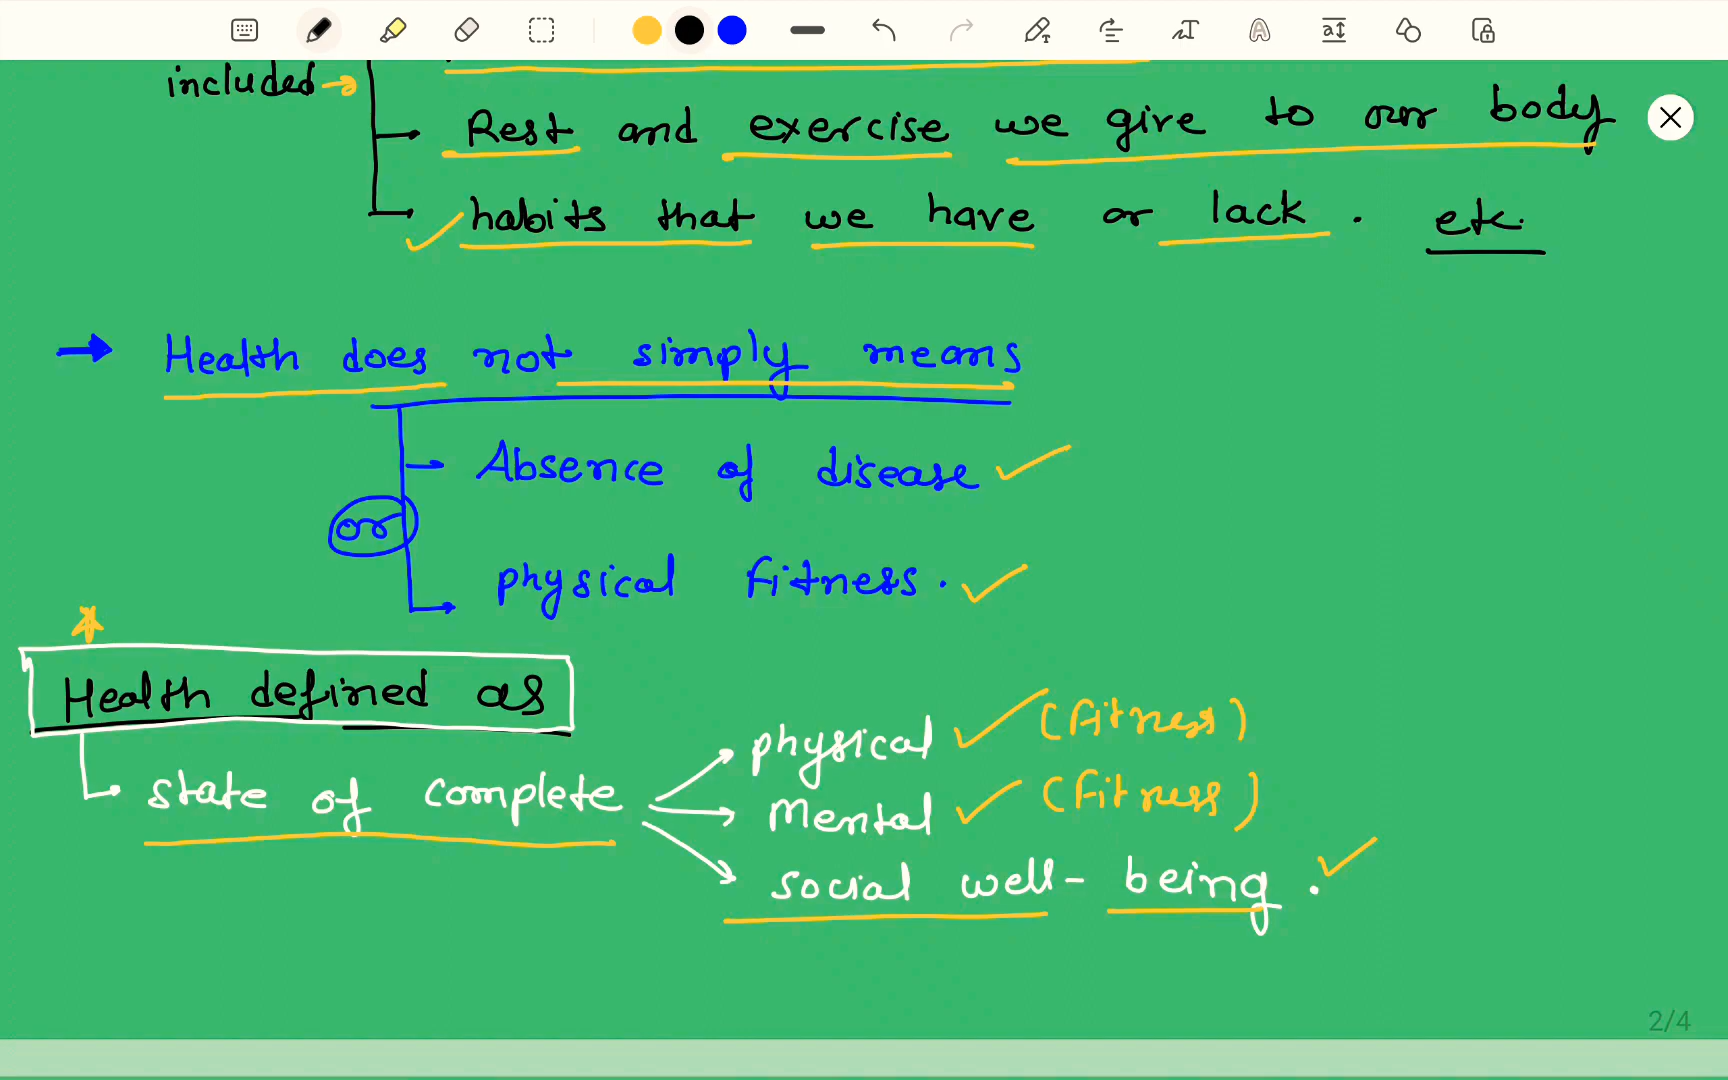 included →
→ Rest and exercise we give to our body
→ habits that we have or lack . etc.
→ Health does not simply means
→ Absence of disease
or
→ physical fitness.
Health defined as
→ state of complete
physical (fitness)
Mental (fitness)
social well-being.
2/4